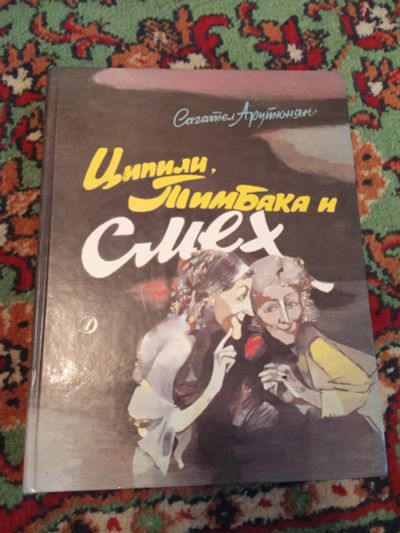 Сагател Арутюнян
Ципили,
Тимбака и
Смех